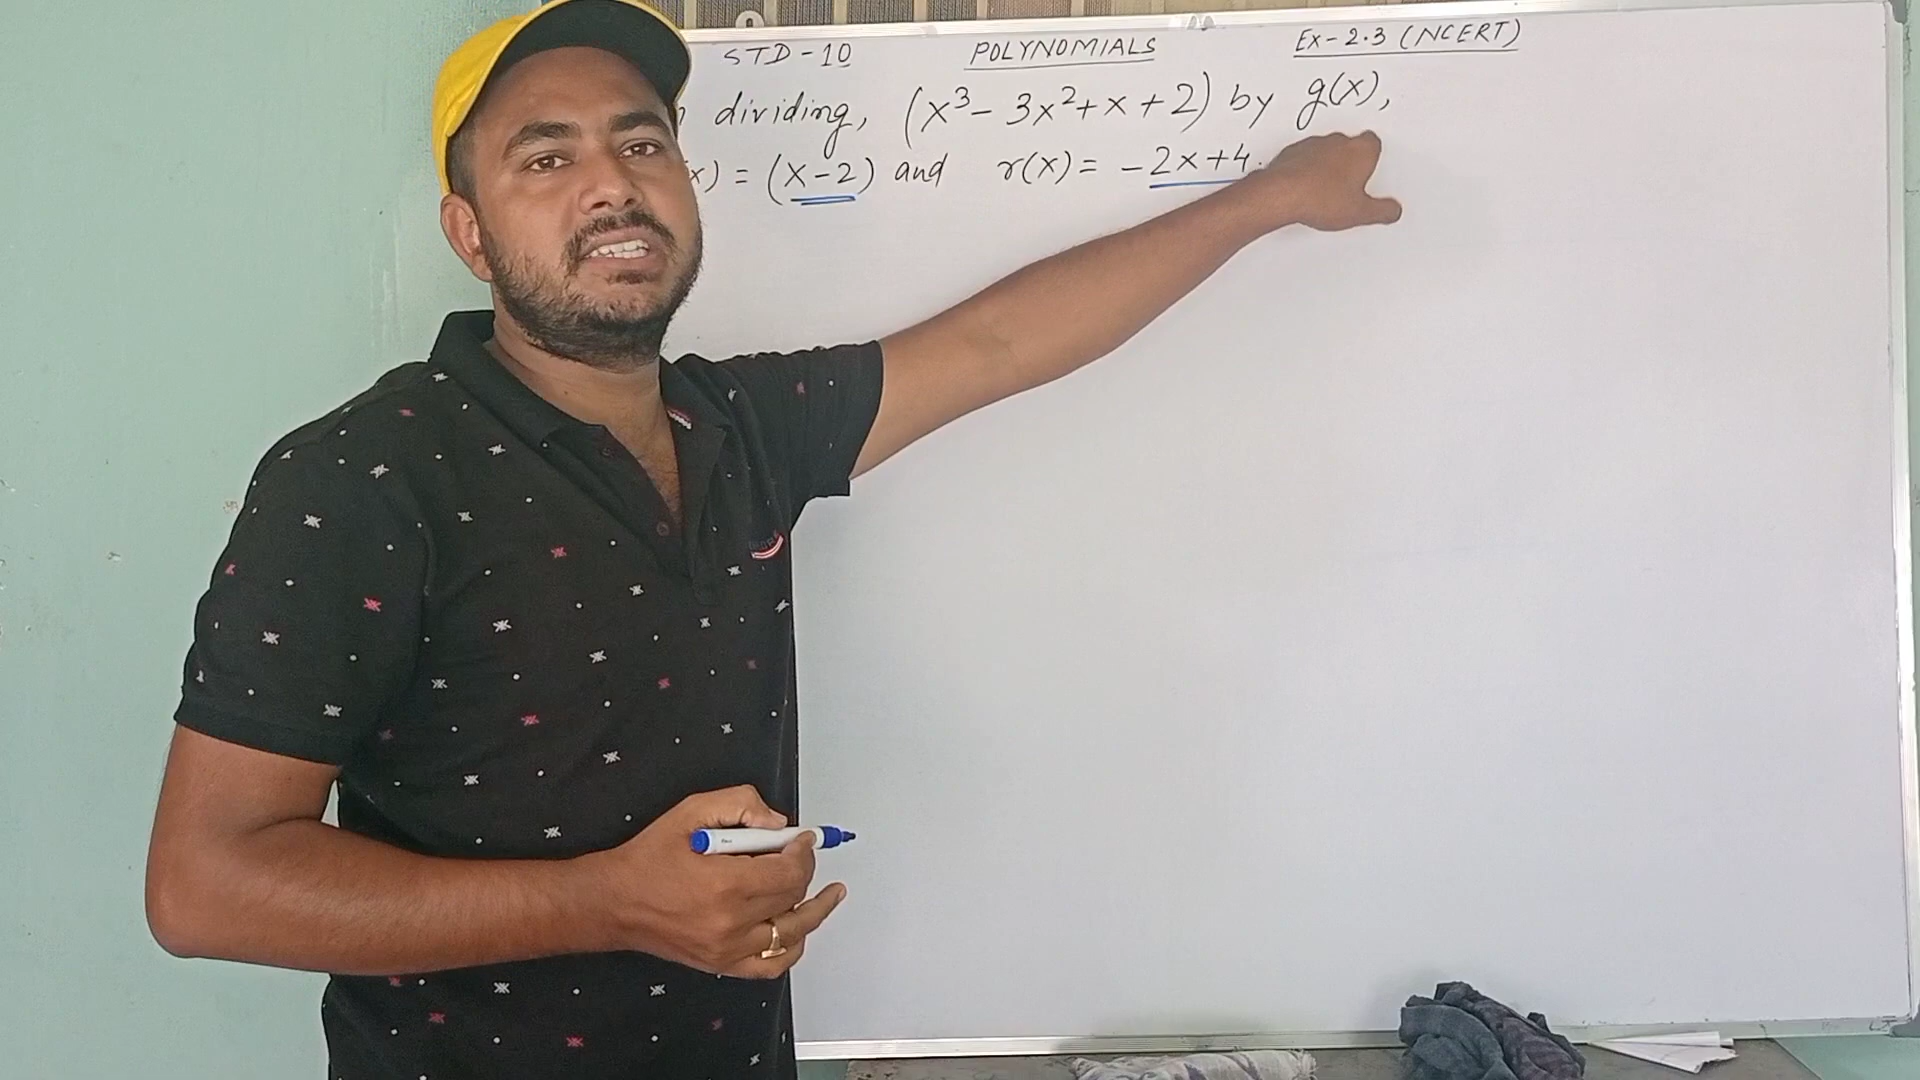 STD-10 POLYNOMIALS Ex-2.3 (NCERT)
dividing, (x³- 3x²+x+2) by g(x),
x) = (x-2) and r(x) = -2x+4.